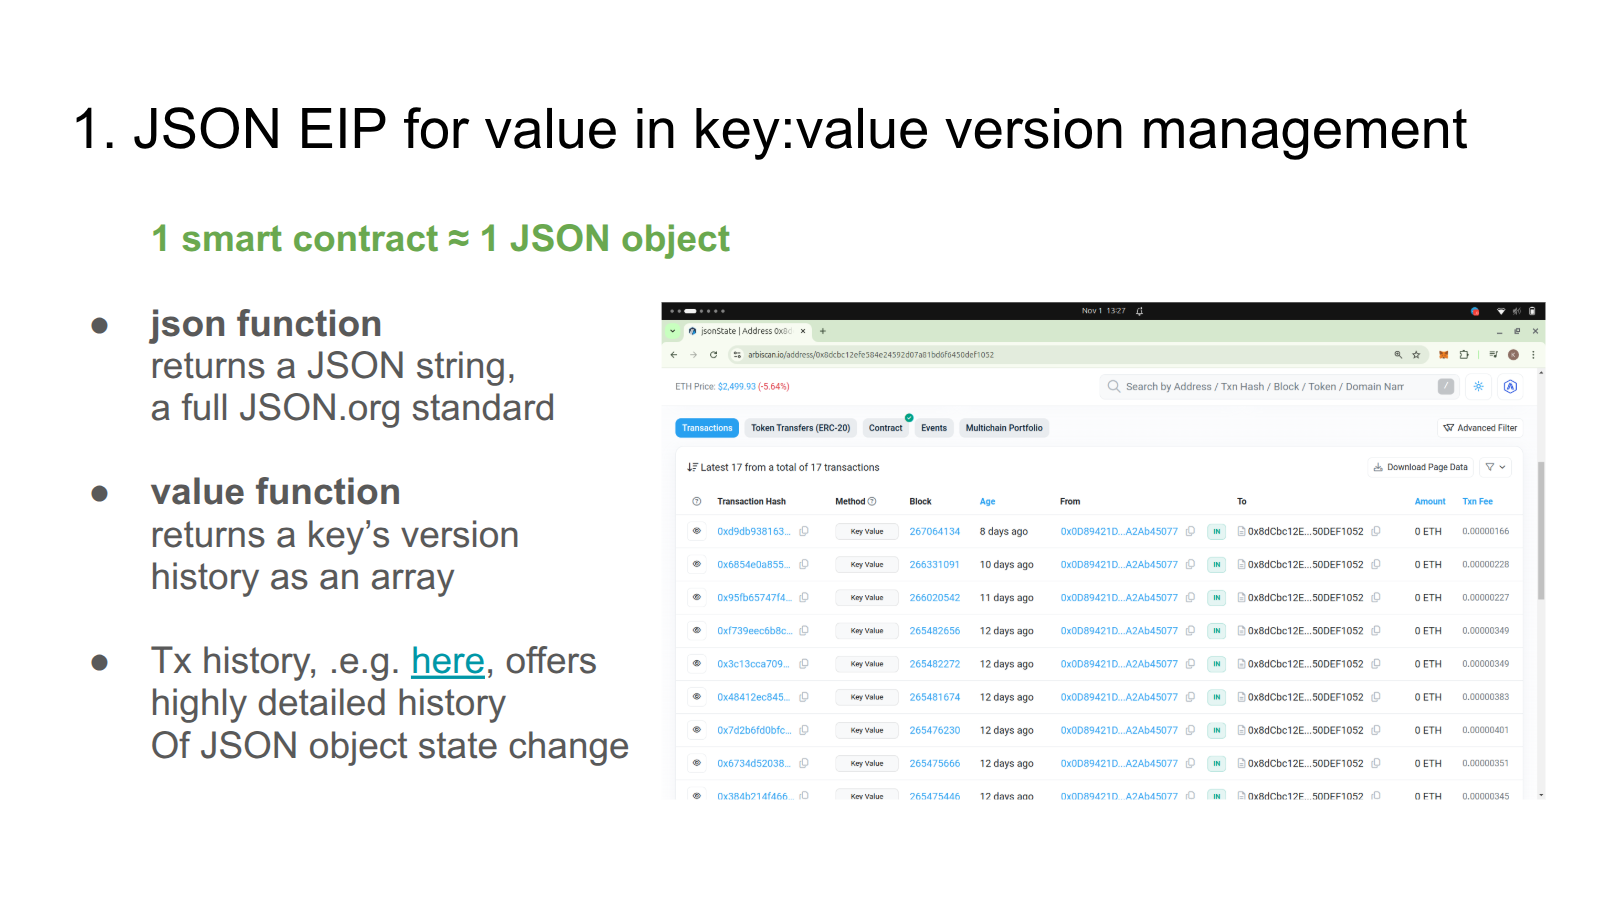 1. JSON EIP for value in key:value version management
1 smart contract ≈ 1 JSON object
● json function
returns a JSON string,
a full JSON.org standard
● value function
returns a key’s version
history as an array
● Tx history, .e.g. here, offers
highly detailed history
Of JSON object state change
Nov 1 13:27
jsonState | Address 0x8d
arbiscan.io/address/0x8dcbc12efe384e24592d07a81bd6f6450def1052
ETH Price: $2,499.93 (-5.64%)
Search by Address / Txn Hash / Block / Token / Domain Nam
/
Transactions Token Transfers (ERC-20) Contract Events Multichain Portfolio
Advanced Filter
Latest 17 from a total of 17 transactions
Download Page Data
Transaction Hash Method Block Age From To Amount Txn Fee
0xd9db938163... Key Value 267064134 8 days ago 0x0D89421D...A2Ab45077 IN 0x8dCbc12E...50DEF1052 0 ETH 0.00000166
0x6854e0a855... Key Value 266331091 10 days ago 0x0D89421D...A2Ab45077 IN 0x8dCbc12E...50DEF1052 0 ETH 0.00000228
0x95fb65747f4... Key Value 266020542 11 days ago 0x0D89421D...A2Ab45077 IN 0x8dCbc12E...50DEF1052 0 ETH 0.00000227
0xf739eec6b8c... Key Value 265482656 12 days ago 0x0D89421D...A2Ab45077 IN 0x8dCbc12E...50DEF1052 0 ETH 0.00000349
0x3c13cca709... Key Value 265482272 12 days ago 0x0D89421D...A2Ab45077 IN 0x8dCbc12E...50DEF1052 0 ETH 0.00000349
0x48412ec845... Key Value 265481674 12 days ago 0x0D89421D...A2Ab45077 IN 0x8dCbc12E...50DEF1052 0 ETH 0.00000383
0x7d2b6fd0bfc... Key Value 265476230 12 days ago 0x0D89421D...A2Ab45077 IN 0x8dCbc12E...50DEF1052 0 ETH 0.00000401
0x6734d52038... Key Value 265475666 12 days ago 0x0D89421D...A2Ab45077 IN 0x8dCbc12E...50DEF1052 0 ETH 0.00000351
0x384b214f466... Key Value 265475446 12 days ago 0x0D89421D...A2Ab45077 IN 0x8dCbc12E...50DEF1052 0 ETH 0.00000345